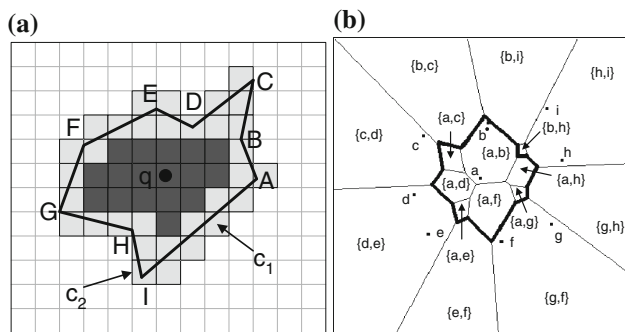 (a)
C
E
D
F
B
q
A
G
H
c1
c2
I
(b)
{b,i}
{b,c}
{h,i}
i
{a,c}
b
{b,h}
{c,d}
c
{a,b}
h
a
{a,h}
{a,d}
d
{a,f}
{a,g}
e
g
{g,h}
{d,e}
{a,e}
f
{g,f}
{e,f}